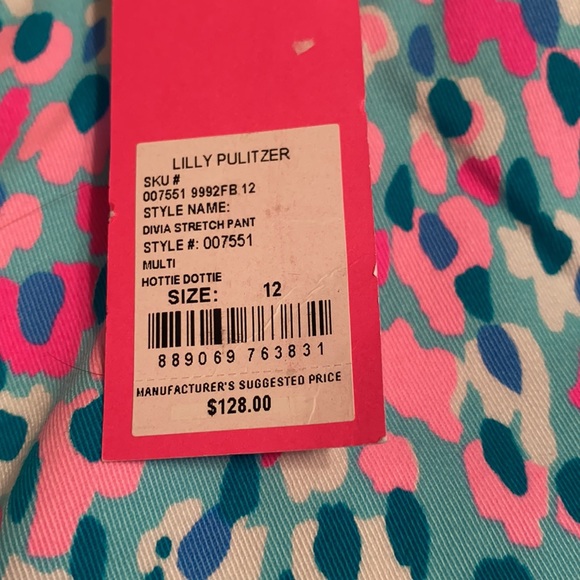 LILLY PULITZER
SKU #
007551 9992FB 12
STYLE NAME:
DIVIA STRETCH PANT
STYLE #: 007551
MULTI
HOTTIE DOTTIE
SIZE: 12
889069 763831
MANUFACTURER'S SUGGESTED PRICE
$128.00